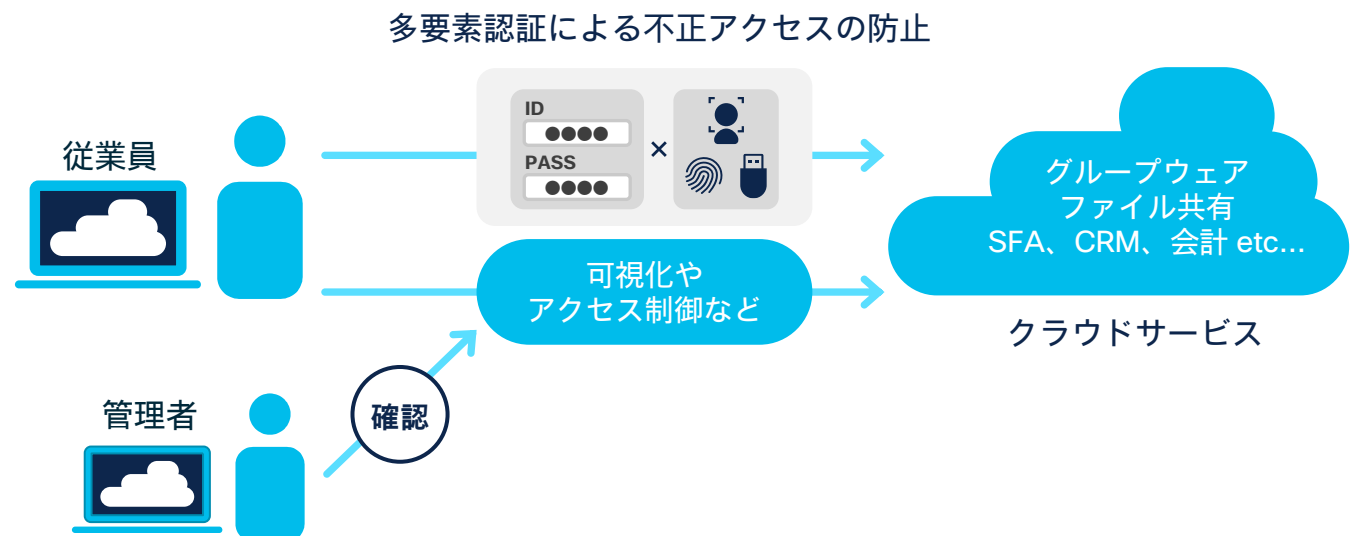 多要素認証による不正アクセスの防止
従業員
ID
●●●●
×
PASS
●●●●
グループウェア
ファイル共有
SFA、CRM、会計 etc...
可視化や
アクセス制御など
クラウドサービス
管理者
確認